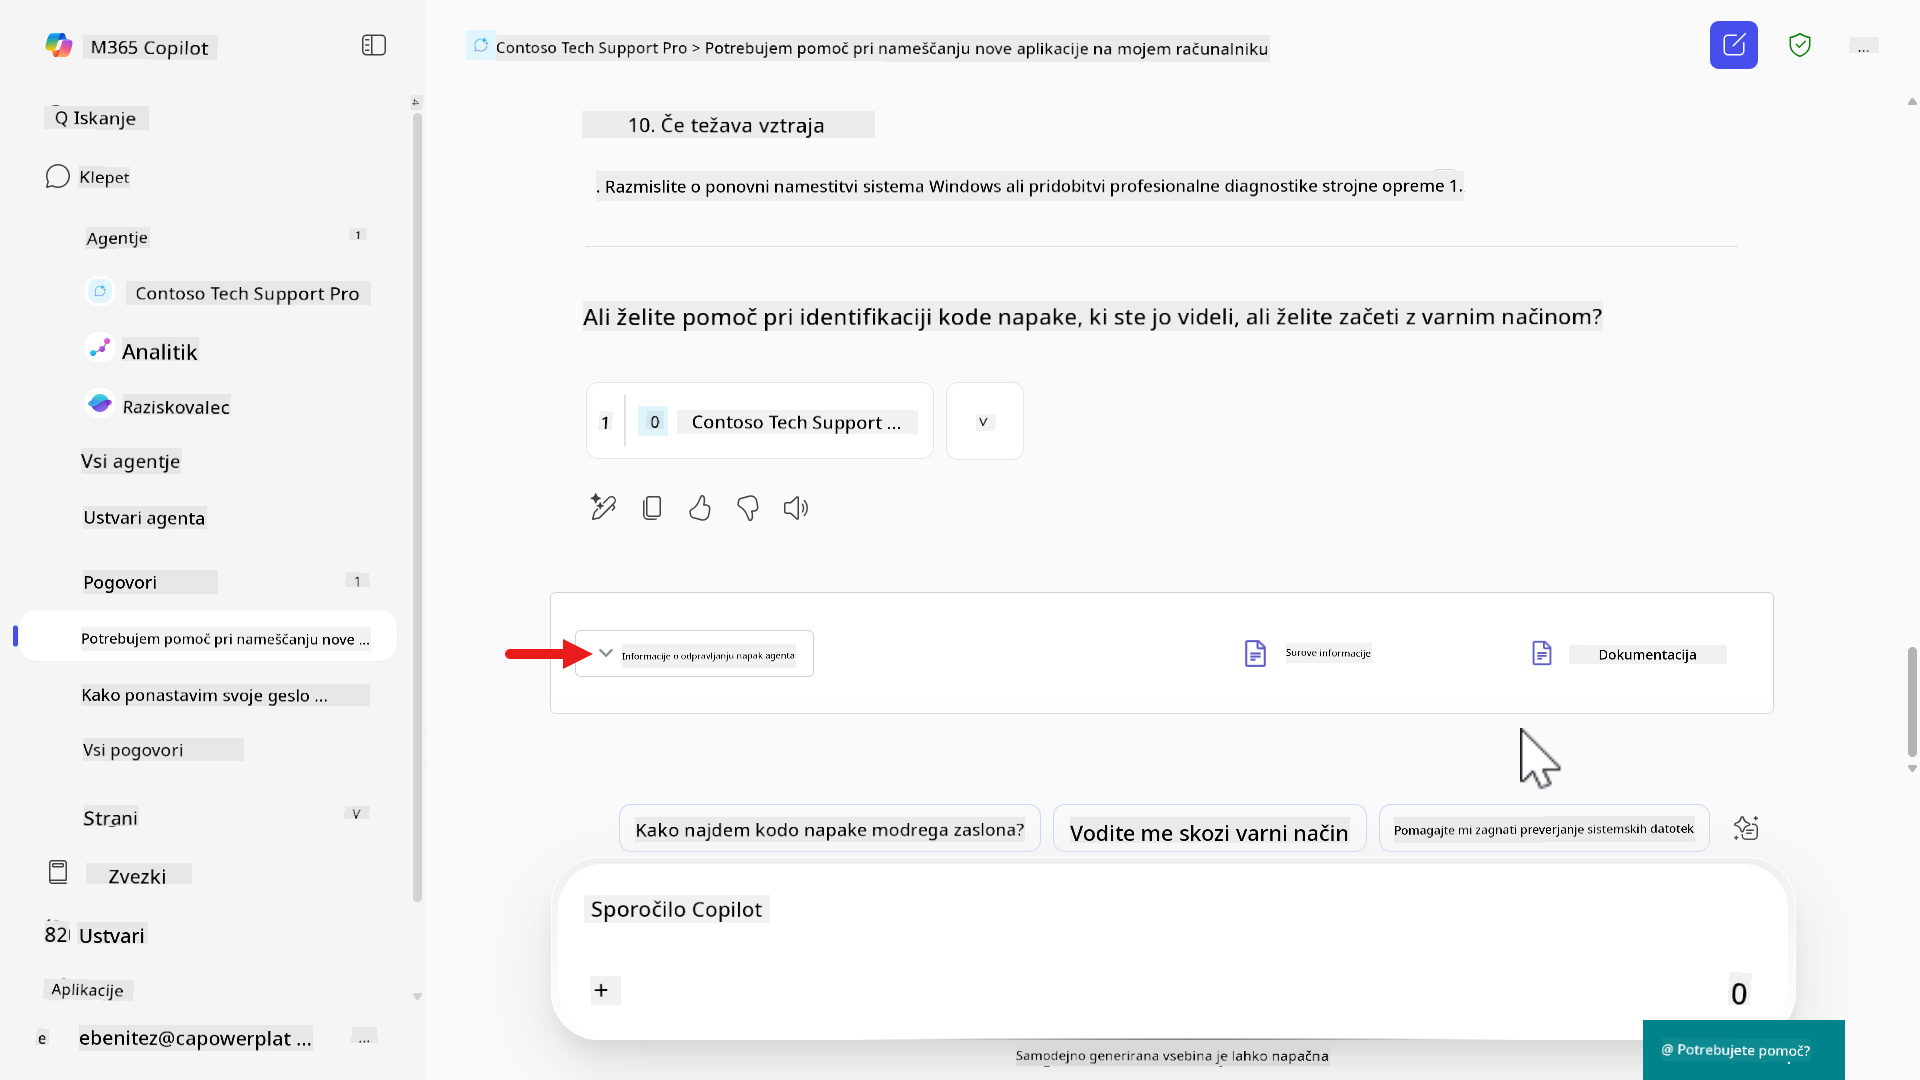 M365 Copilot
Contoso Tech Support Pro > Potrebujem pomoč pri nameščanju nove aplikacije na mojem računalniku
...
Q Iskanje
Klepet
Agentje
1
Contoso Tech Support Pro
Analitik
Raziskovalec
Vsi agentje
Ustvari agenta
Pogovori
1
Potrebujem pomoč pri nameščanju nove ...
Kako ponastavim svoje geslo ...
Vsi pogovori
Strani
V
Zvezki
Ustvari
Aplikacije
e
ebenitez@capowerplat ...
...
10. Če težava vztraja
. Razmislite o ponovni namestitvi sistema Windows ali pridobitvi profesionalne diagnostike strojne opreme 1.
Ali želite pomoč pri identifikaciji kode napake, ki ste jo videli, ali želite začeti z varnim načinom?
1
0
Contoso Tech Support ...
V
Informacije o odpravljanju napak agenta
Surove informacije
Dokumentacija
Kako najdem kodo napake modrega zaslona?
Vodite me skozi varni način
Pomagajte mi zagnati preverjanje sistemskih datotek
Sporočilo Copilot
+
0
Samodejno generirana vsebina je lahko napačna
@ Potrebujete pomoč?